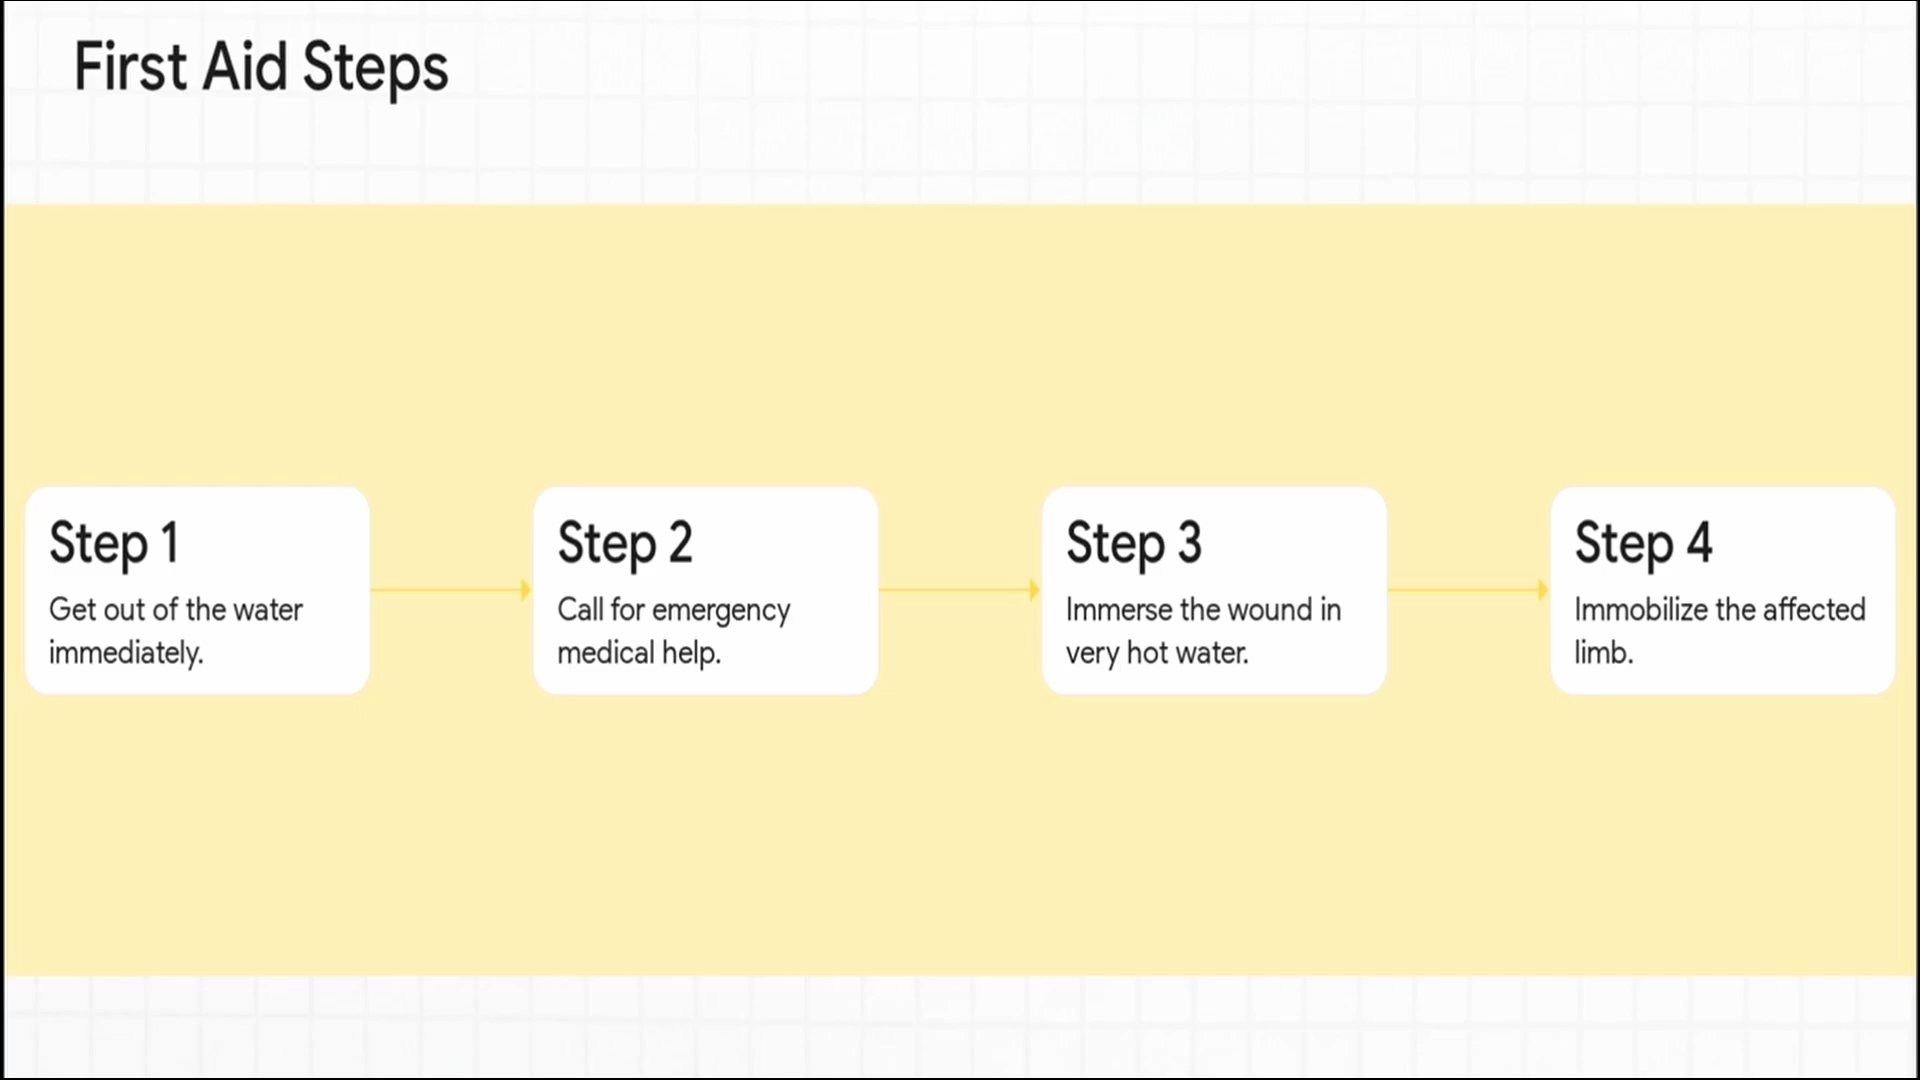 First Aid Steps
Step 1
Get out of the water
immediately.
Step 2
Call for emergency
medical help.
Step 3
Immerse the wound in
very hot water.
Step 4
Immobilize the affected
limb.